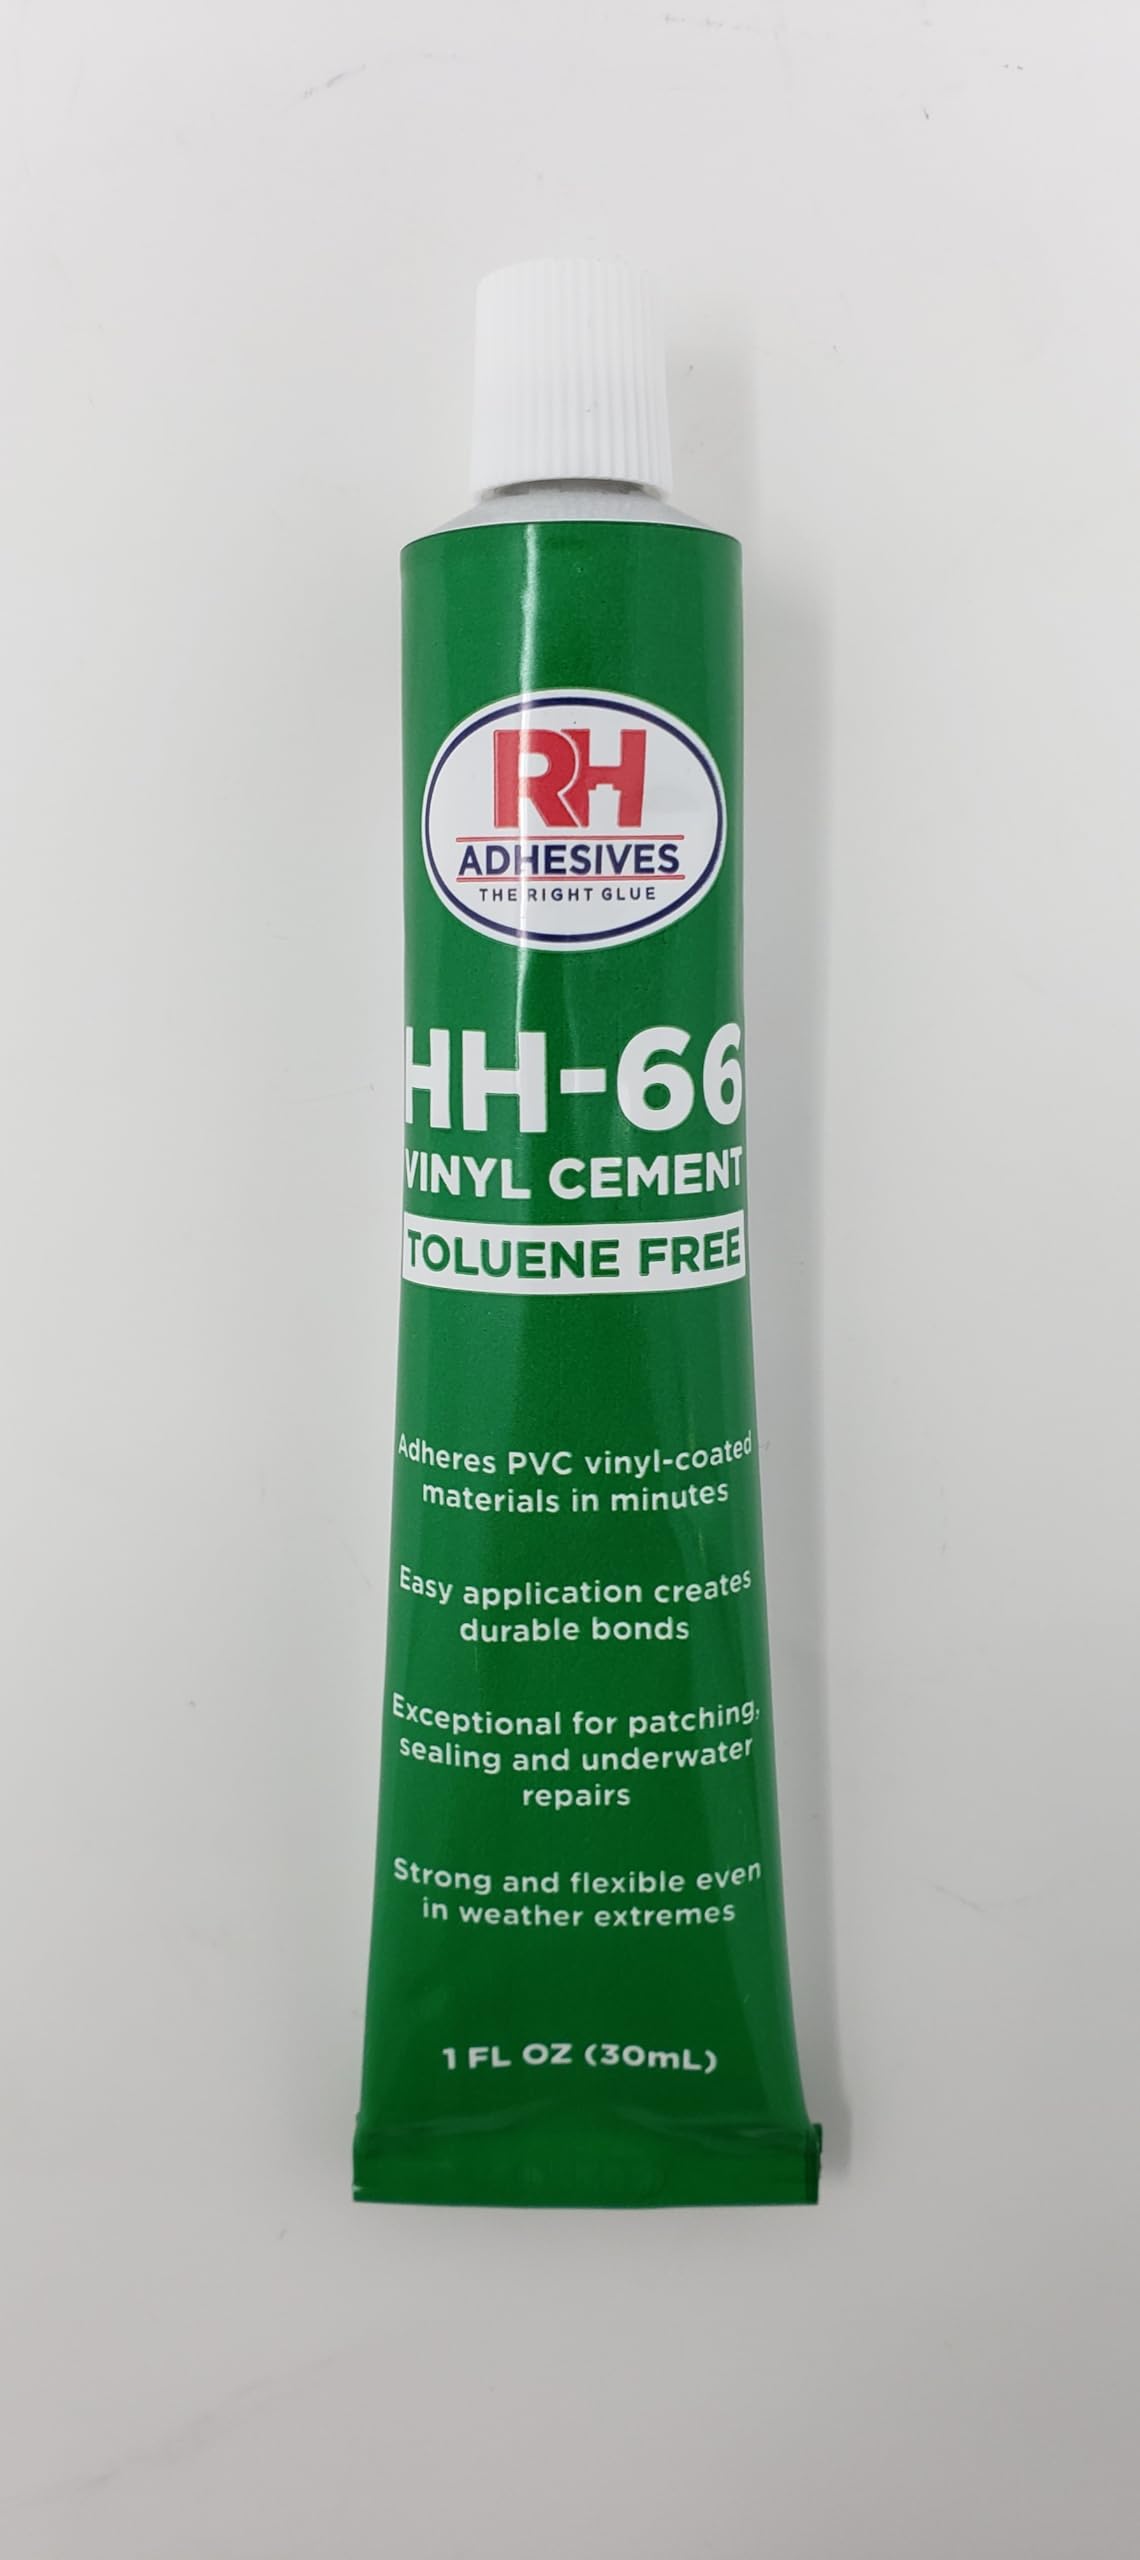 RH
ADHESIVES
THE RIGHT GLUE
HH-66
VINYL CEMENT
TOLUENE FREE
Adheres PVC vinyl-coated
materials in minutes
Easy application creates
durable bonds
Exceptional for patching,
sealing and underwater
repairs
Strong and flexible even
in weather extremes
1 FL OZ (30mL)